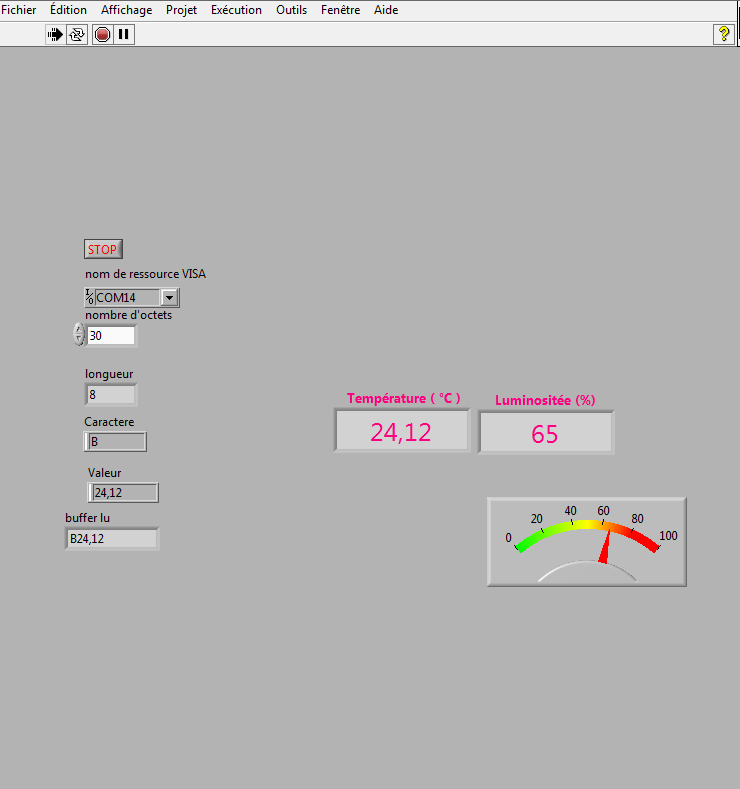 Fichier Édition Affichage Projet Exécution Outils Fenêtre Aide
?
STOP
nom de ressource VISA
I/0 COM14
nombre d'octets
30
longueur
8
Caractere
B
Valeur
24,12
buffer lu
B24,12
Température ( °C )
24,12
Luminositée (%)
65
0 20 40 60 80 100